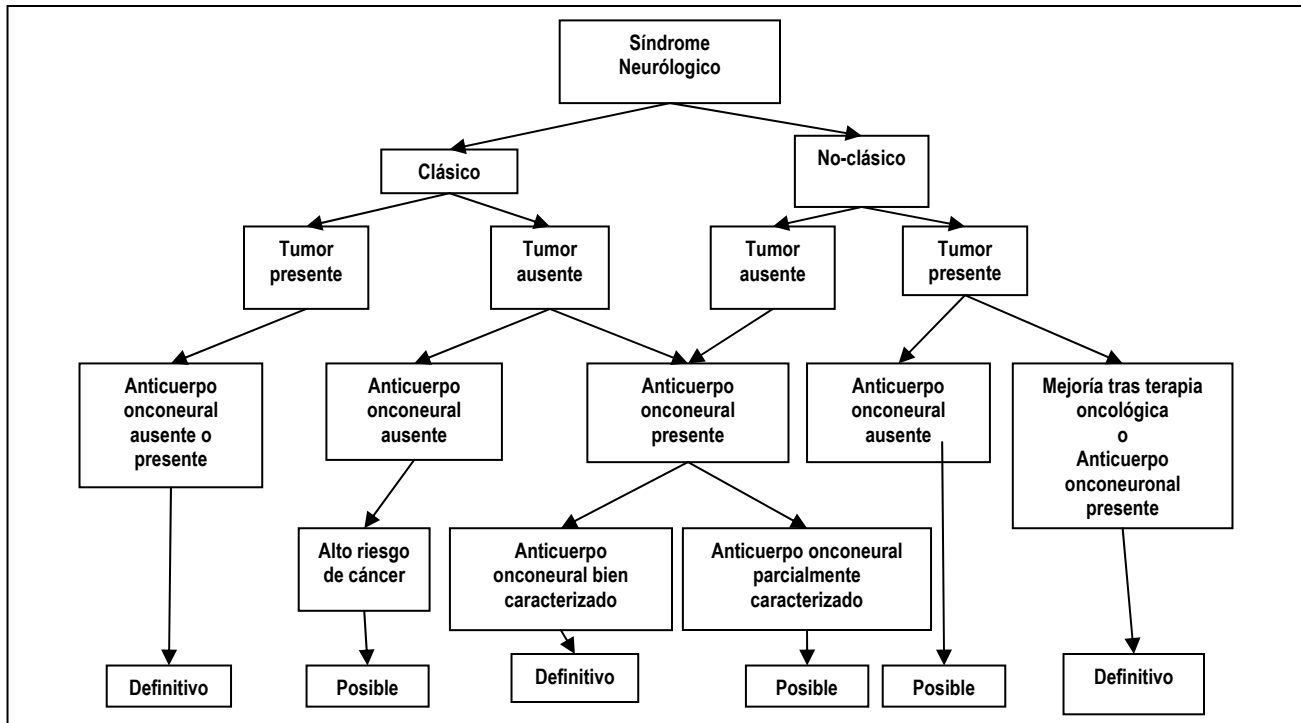 Síndrome
Neurólogico
Clásico
No-clásico
Tumor
presente
Tumor
ausente
Tumor
ausente
Tumor
presente
Anticuerpo
onconeural
ausente o
presente
Anticuerpo
onconeural
ausente
Anticuerpo
onconeural
presente
Anticuerpo
onconeural
ausente
Mejoría tras terapia
oncológica
o
Anticuerpo
onconeuronal
presente
Alto riesgo
de cáncer
Anticuerpo
onconeural bien
caracterizado
Anticuerpo onconeural
parcialmente
caracterizado
Definitivo
Posible
Definitivo
Posible
Posible
Definitivo